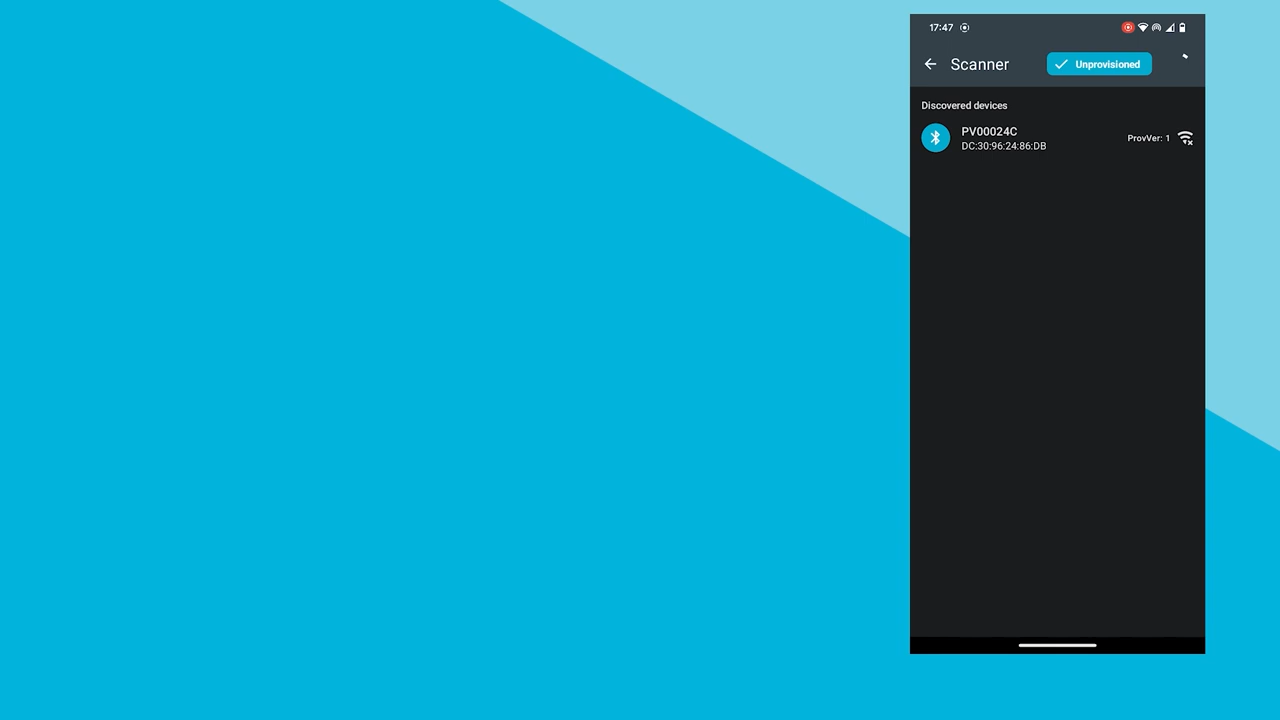 17:47
Scanner
Unprovisioned
Discovered devices
PV00024C
DC:30:96:24:86:DB
ProvVer: 1